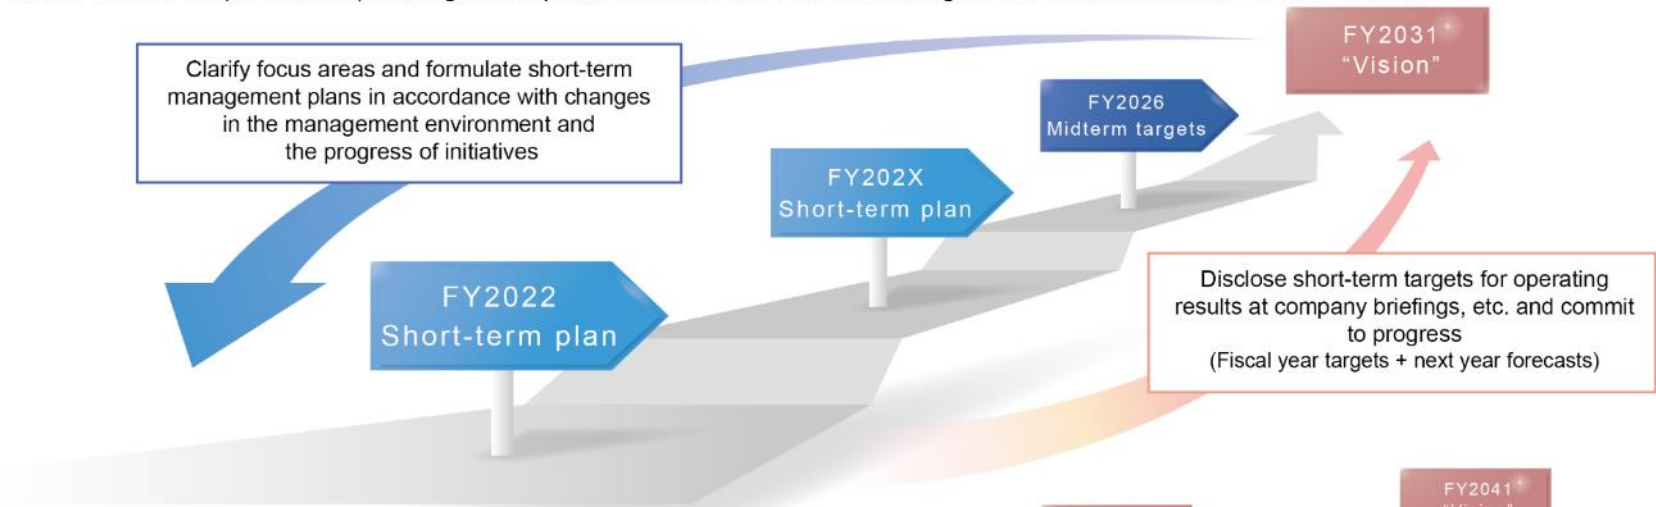 Clarify focus areas and formulate short-term
management plans in accordance with changes
in the management environment and
the progress of initiatives
FY2031
"Vision"
FY2026
Midterm targets
FY202X
Short-term plan
FY2022
Short-term plan
Disclose short-term targets for operating
results at company briefings, etc. and commit
to progress
(Fiscal year targets + next year forecasts)
FY2041